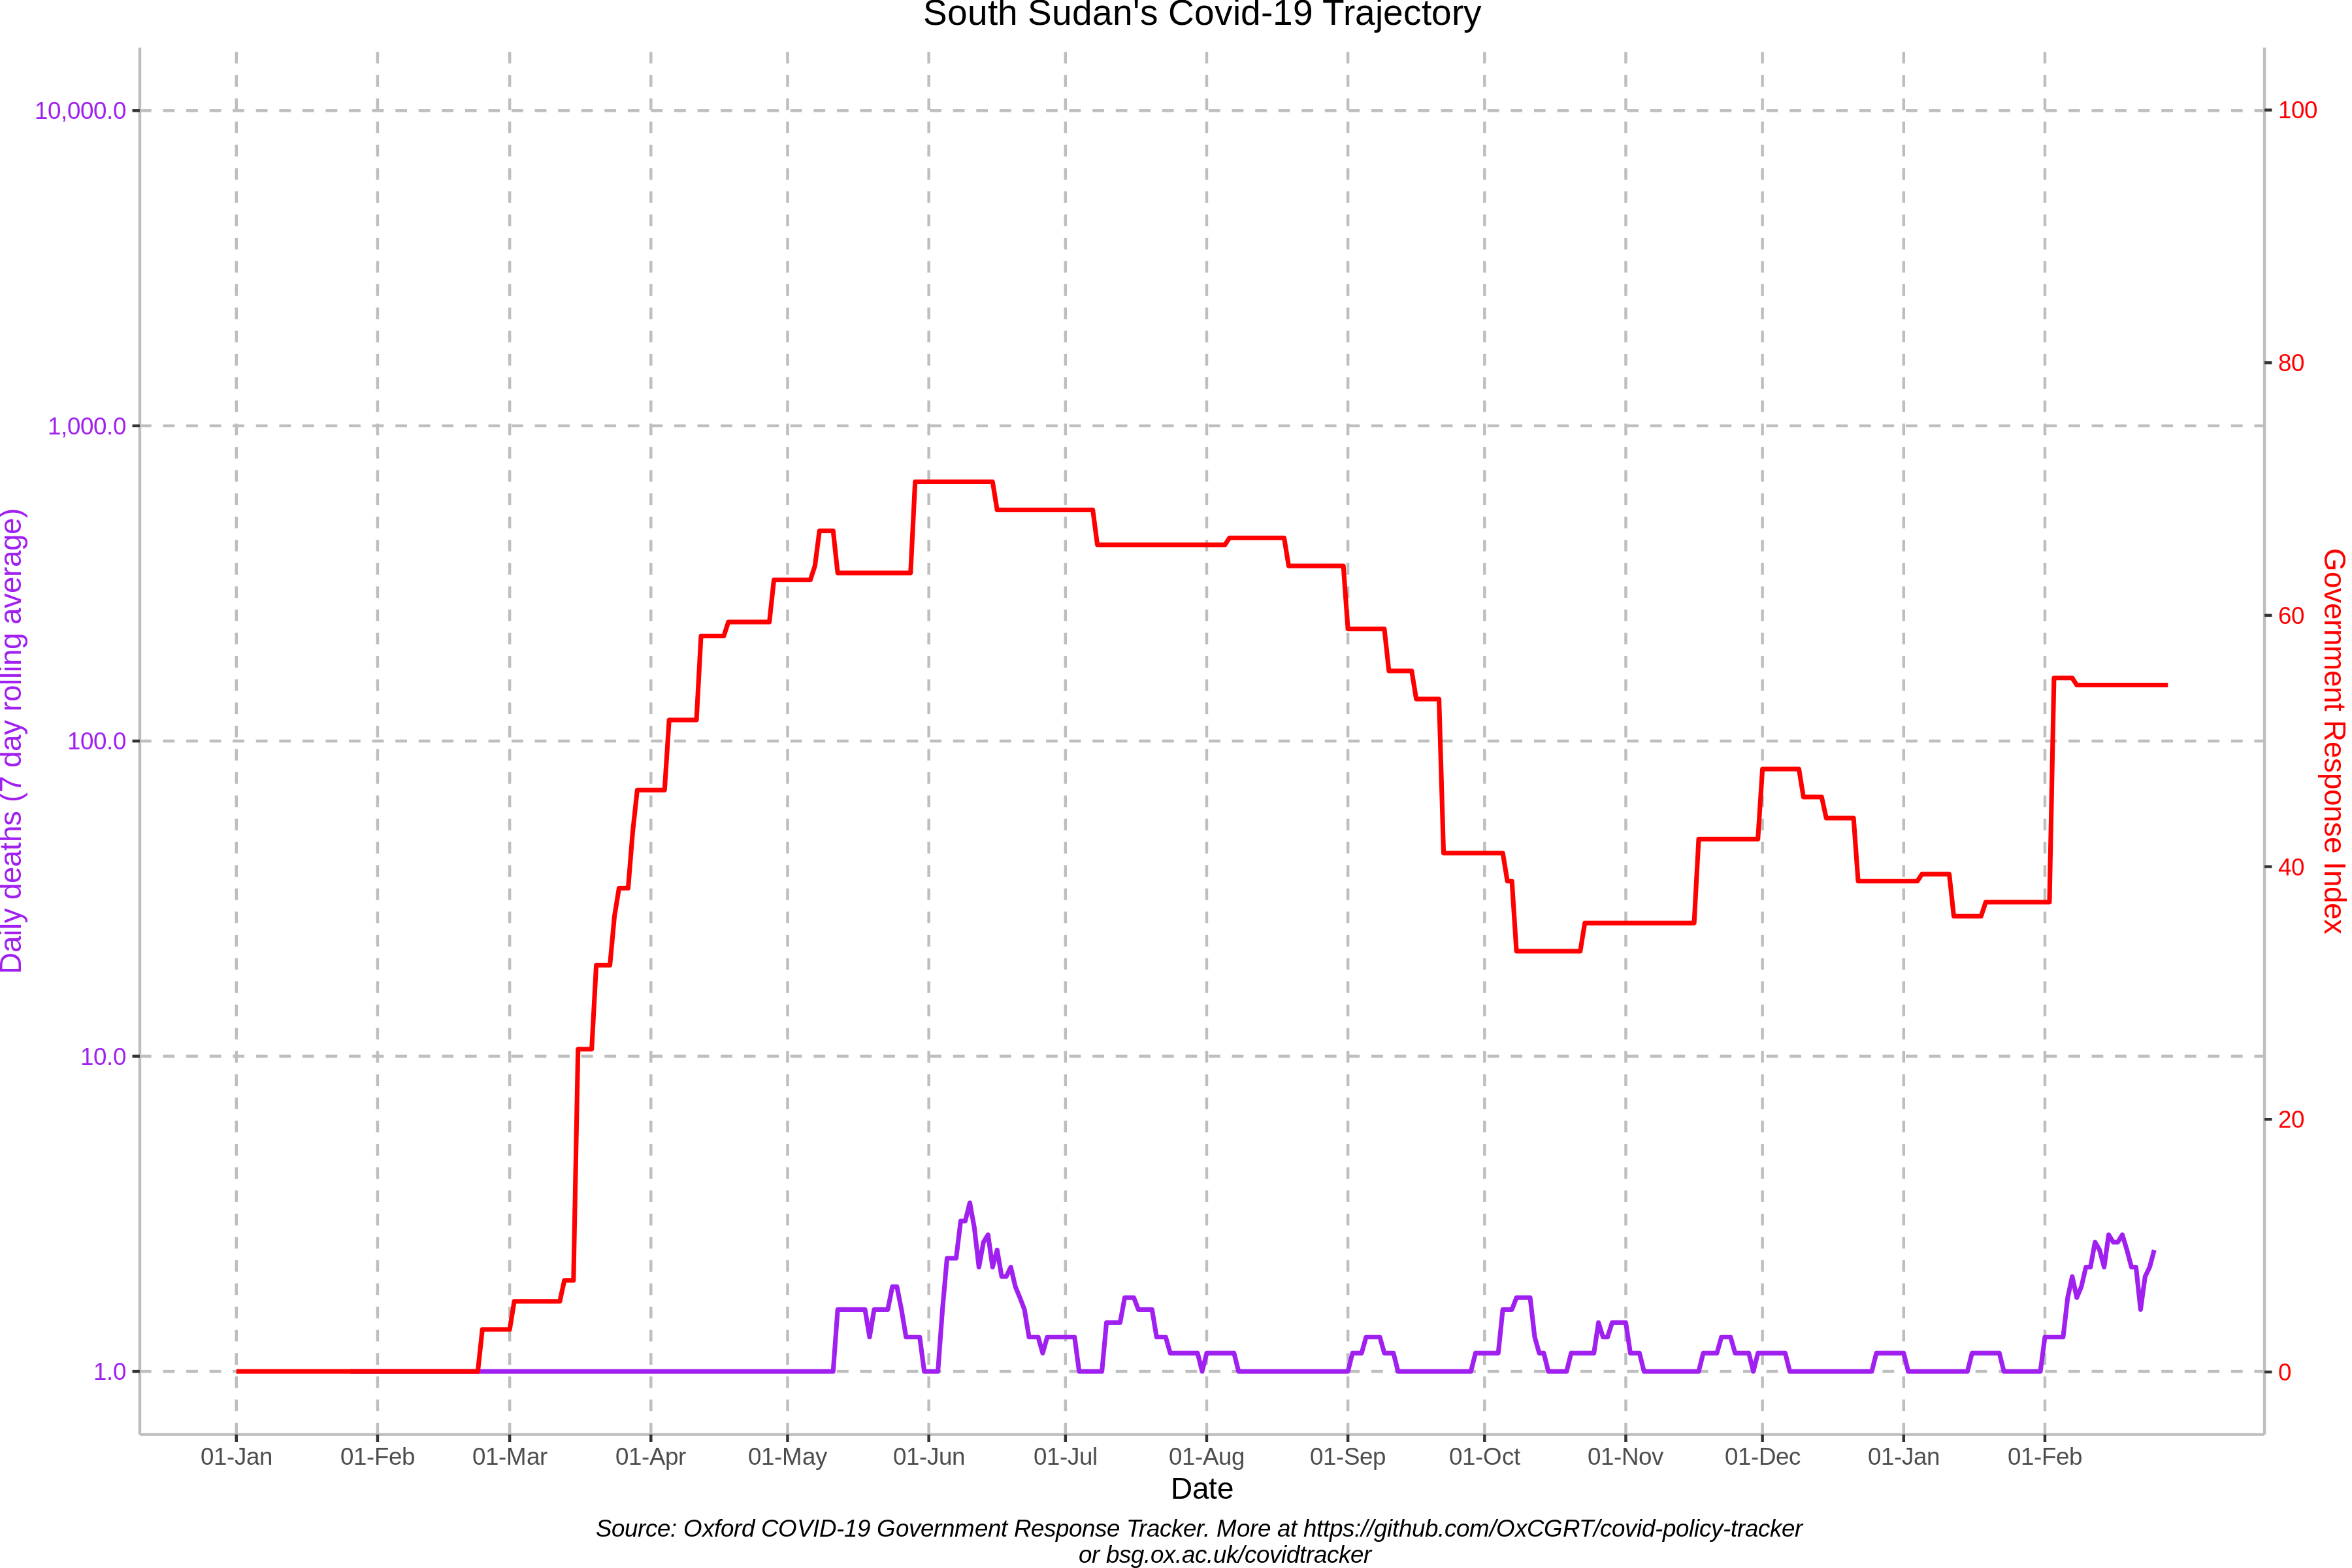 South Sudan's Covid-19 Trajectory
10,000.0
1,000.0
100.0
10.0
1.0
Daily deaths (7 day rolling average)
100
80
60
40
20
0
Government Response Index
01-Jan 01-Feb 01-Mar 01-Apr 01-May 01-Jun 01-Jul 01-Aug 01-Sep 01-Oct 01-Nov 01-Dec 01-Jan 01-Feb
Date
Source: Oxford COVID-19 Government Response Tracker. More at https://github.com/OxCGRT/covid-policy-tracker
or bsg.ox.ac.uk/covidtracker